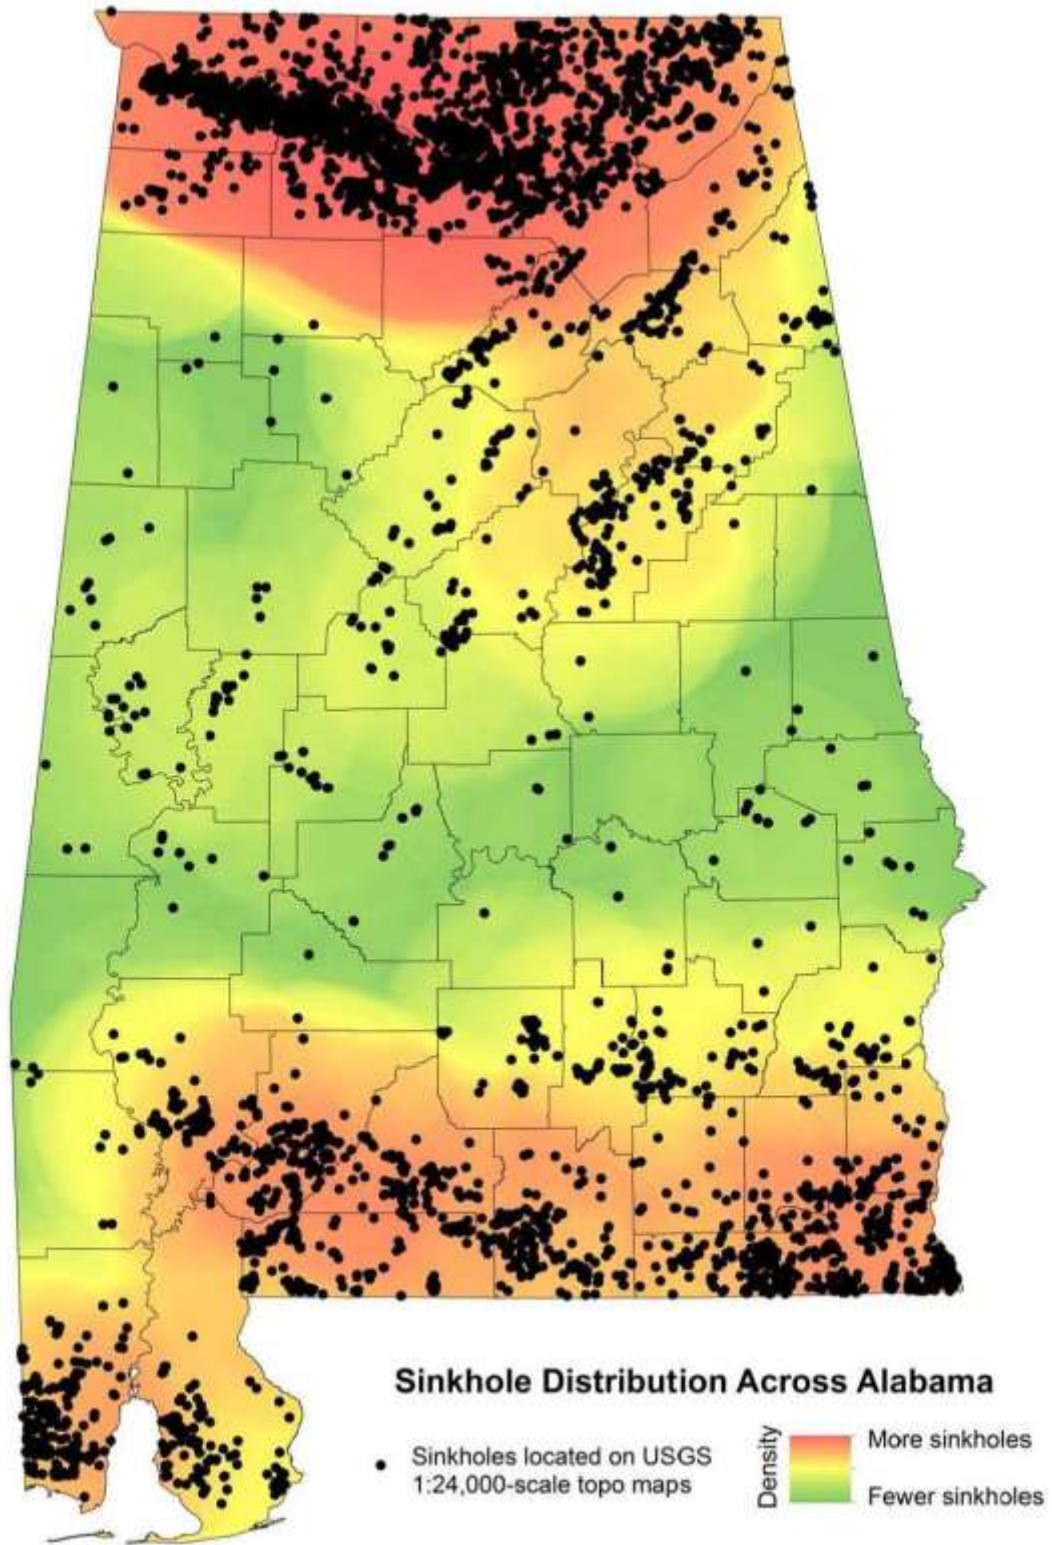 Sinkhole Distribution Across Alabama
Sinkholes located on USGS
1:24,000-scale topo maps
Density
More sinkholes
Fewer sinkholes